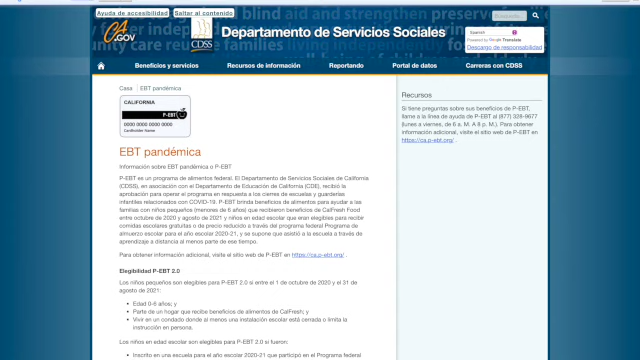 Ayuda de accesibilidad
Saltar al contenido
CA
.GOV
CDSS
Departamento de Servicios Sociales
Spanish
Powered by Google Translate
Descargo de responsabilidad
Beneficios y servicios
Recursos de información
Reportando
Portal de datos
Carreras con CDSS
Casa
EBT pandémica
CALIFORNIA
P-EBT
0000 0000 0000 0000
Cardholder Name
EBT pandémica
Información sobre EBT pandémica o P-EBT
P-EBT es un programa de alimentos federal. El Departamento de Servicios Sociales de California
(CDSS), en asociación con el Departamento de Educación de California (CDE), recibió la
aprobación para operar el programa en respuesta a los cierres de escuelas y guarderías
infantiles relacionados con COVID-19. P-EBT brinda beneficios de alimentos para ayudar a las
familias con niños pequeños (menores de 6 años) que recibieron beneficios de CalFresh Food
entre octubre de 2020 y agosto de 2021 y niños en edad escolar que eran elegibles para recibir
comidas escolares gratuitas o de precio reducido a través del programa federal Programa de
almuerzo escolar para el año escolar 2020-21, y se supone que asistió a la escuela a través de
aprendizaje a distancia al menos parte de ese tiempo.
Para obtener información adicional, visite el sitio web de P-EBT en https://ca.p-ebt.org/ .
Elegibilidad P-EBT 2.0
Los niños pequeños son elegibles para P-EBT 2.0 si entre el 1 de octubre de 2020 y el 31 de
agosto de 2021:
Edad 0-6 años; y
Parte de un hogar que recibe beneficios de alimentos de CalFresh; y
Vivir en un condado donde al menos una instalación escolar está cerrada o limita la
instrucción en persona.
Los niños en edad escolar son elegibles para P-EBT 2.0 si fueron:
Inscrito en una escuela para el año escolar 2020-21 que participó en el Programa federal
Recursos
Si tiene preguntas sobre sus beneficios de P-EBT,
llame a la línea de ayuda de P-EBT al (877) 328-9677
(lunes a viernes, de 6 a. M. A 8 p. M.). Para obtener
información adicional, visite el sitio web de P-EBT en
https://ca.p-ebt.org/ .